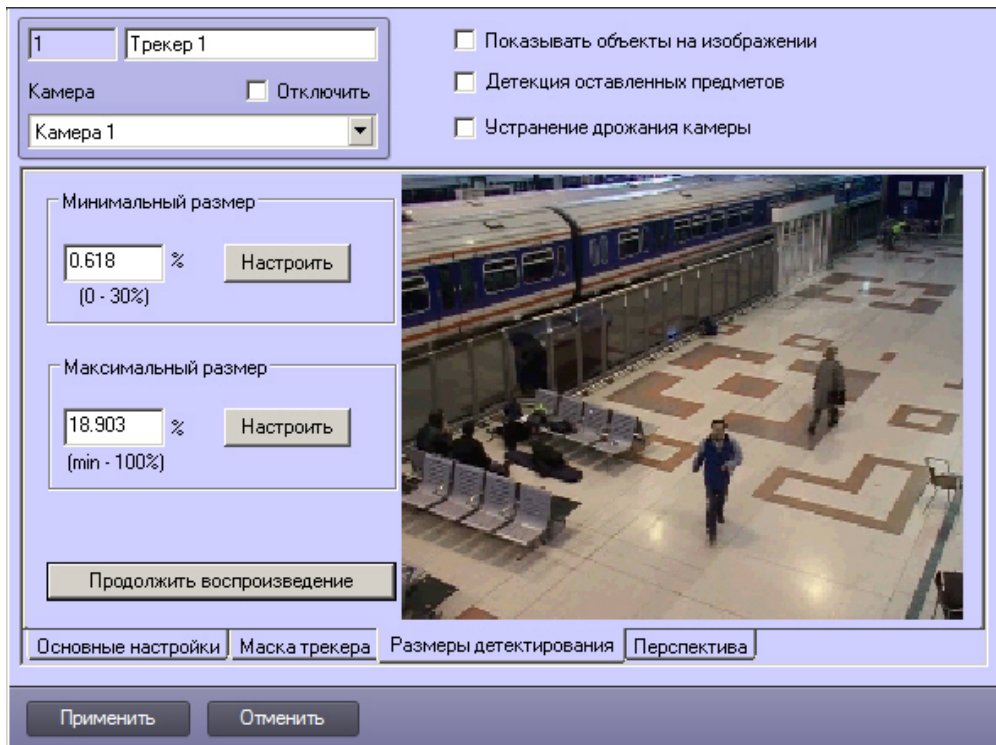 1
Трекер 1
Камера
Отключить
Камера 1
Показывать объекты на изображении
Детекция оставленных предметов
Устранение дрожания камеры
Минимальный размер
0.618 % Настроить
(0 - 30%)
Максимальный размер
18.903 % Настроить
(min - 100%)
Продолжить воспроизведение
Основные настройки Маска трекера Размеры детектирования Перспектива
Применить Отменить